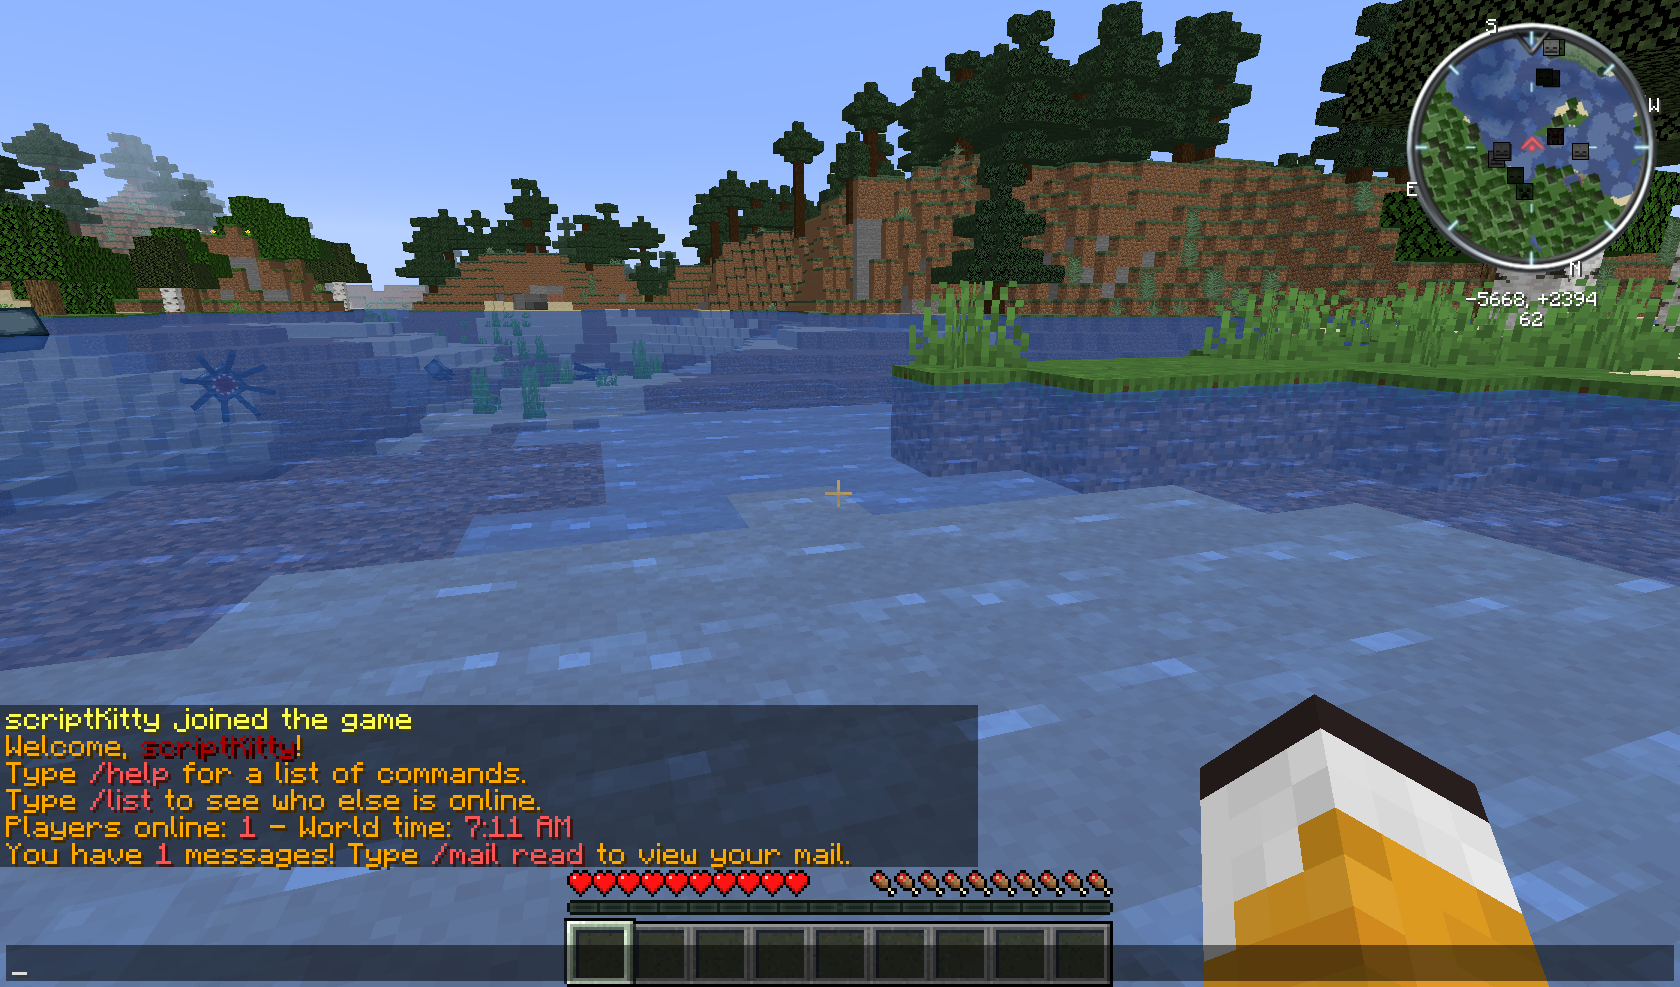 S
W
E
N
-5668, +2394
62
scriptKitty joined the game
Welcome, scriptKitty!
Type /help for a list of commands.
Type /list to see who else is online.
Players online: 1 - World time: 7:11 AM
You have 1 messages! Type /mail read to view your mail.
_